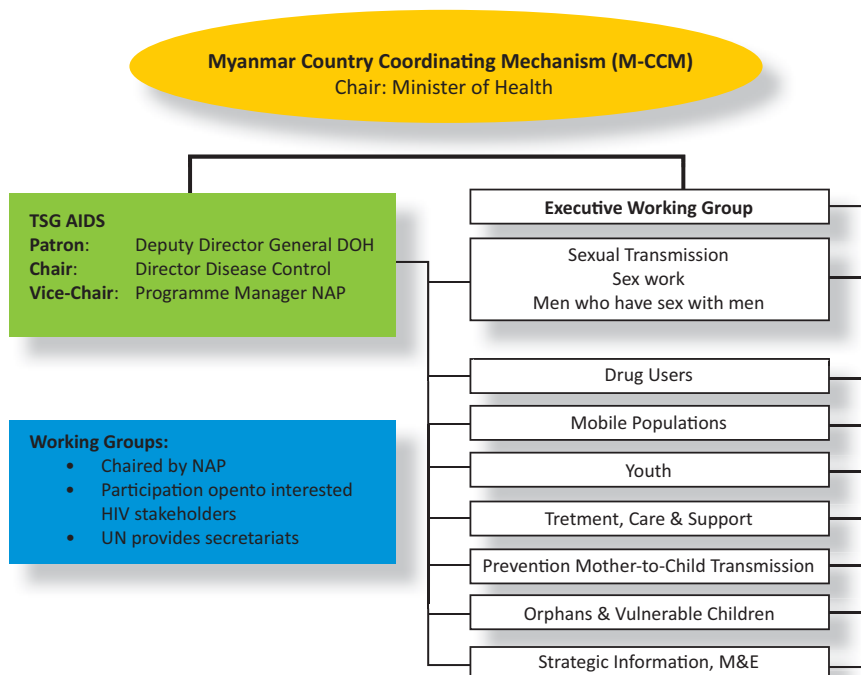 Myanmar Country Coordinating Mechanism (M-CCM)
Chair: Minister of Health
TSG AIDS
Patron: Deputy Director General DOH
Chair: Director Disease Control
Vice-Chair: Programme Manager NAP
Working Groups:
• Chaired by NAP
• Participation opento interested
HIV stakeholders
• UN provides secretariats
Executive Working Group
Sexual Transmission
Sex work
Men who have sex with men
Drug Users
Mobile Populations
Youth
Tretment, Care & Support
Prevention Mother-to-Child Transmission
Orphans & Vulnerable Children
Strategic Information, M&E